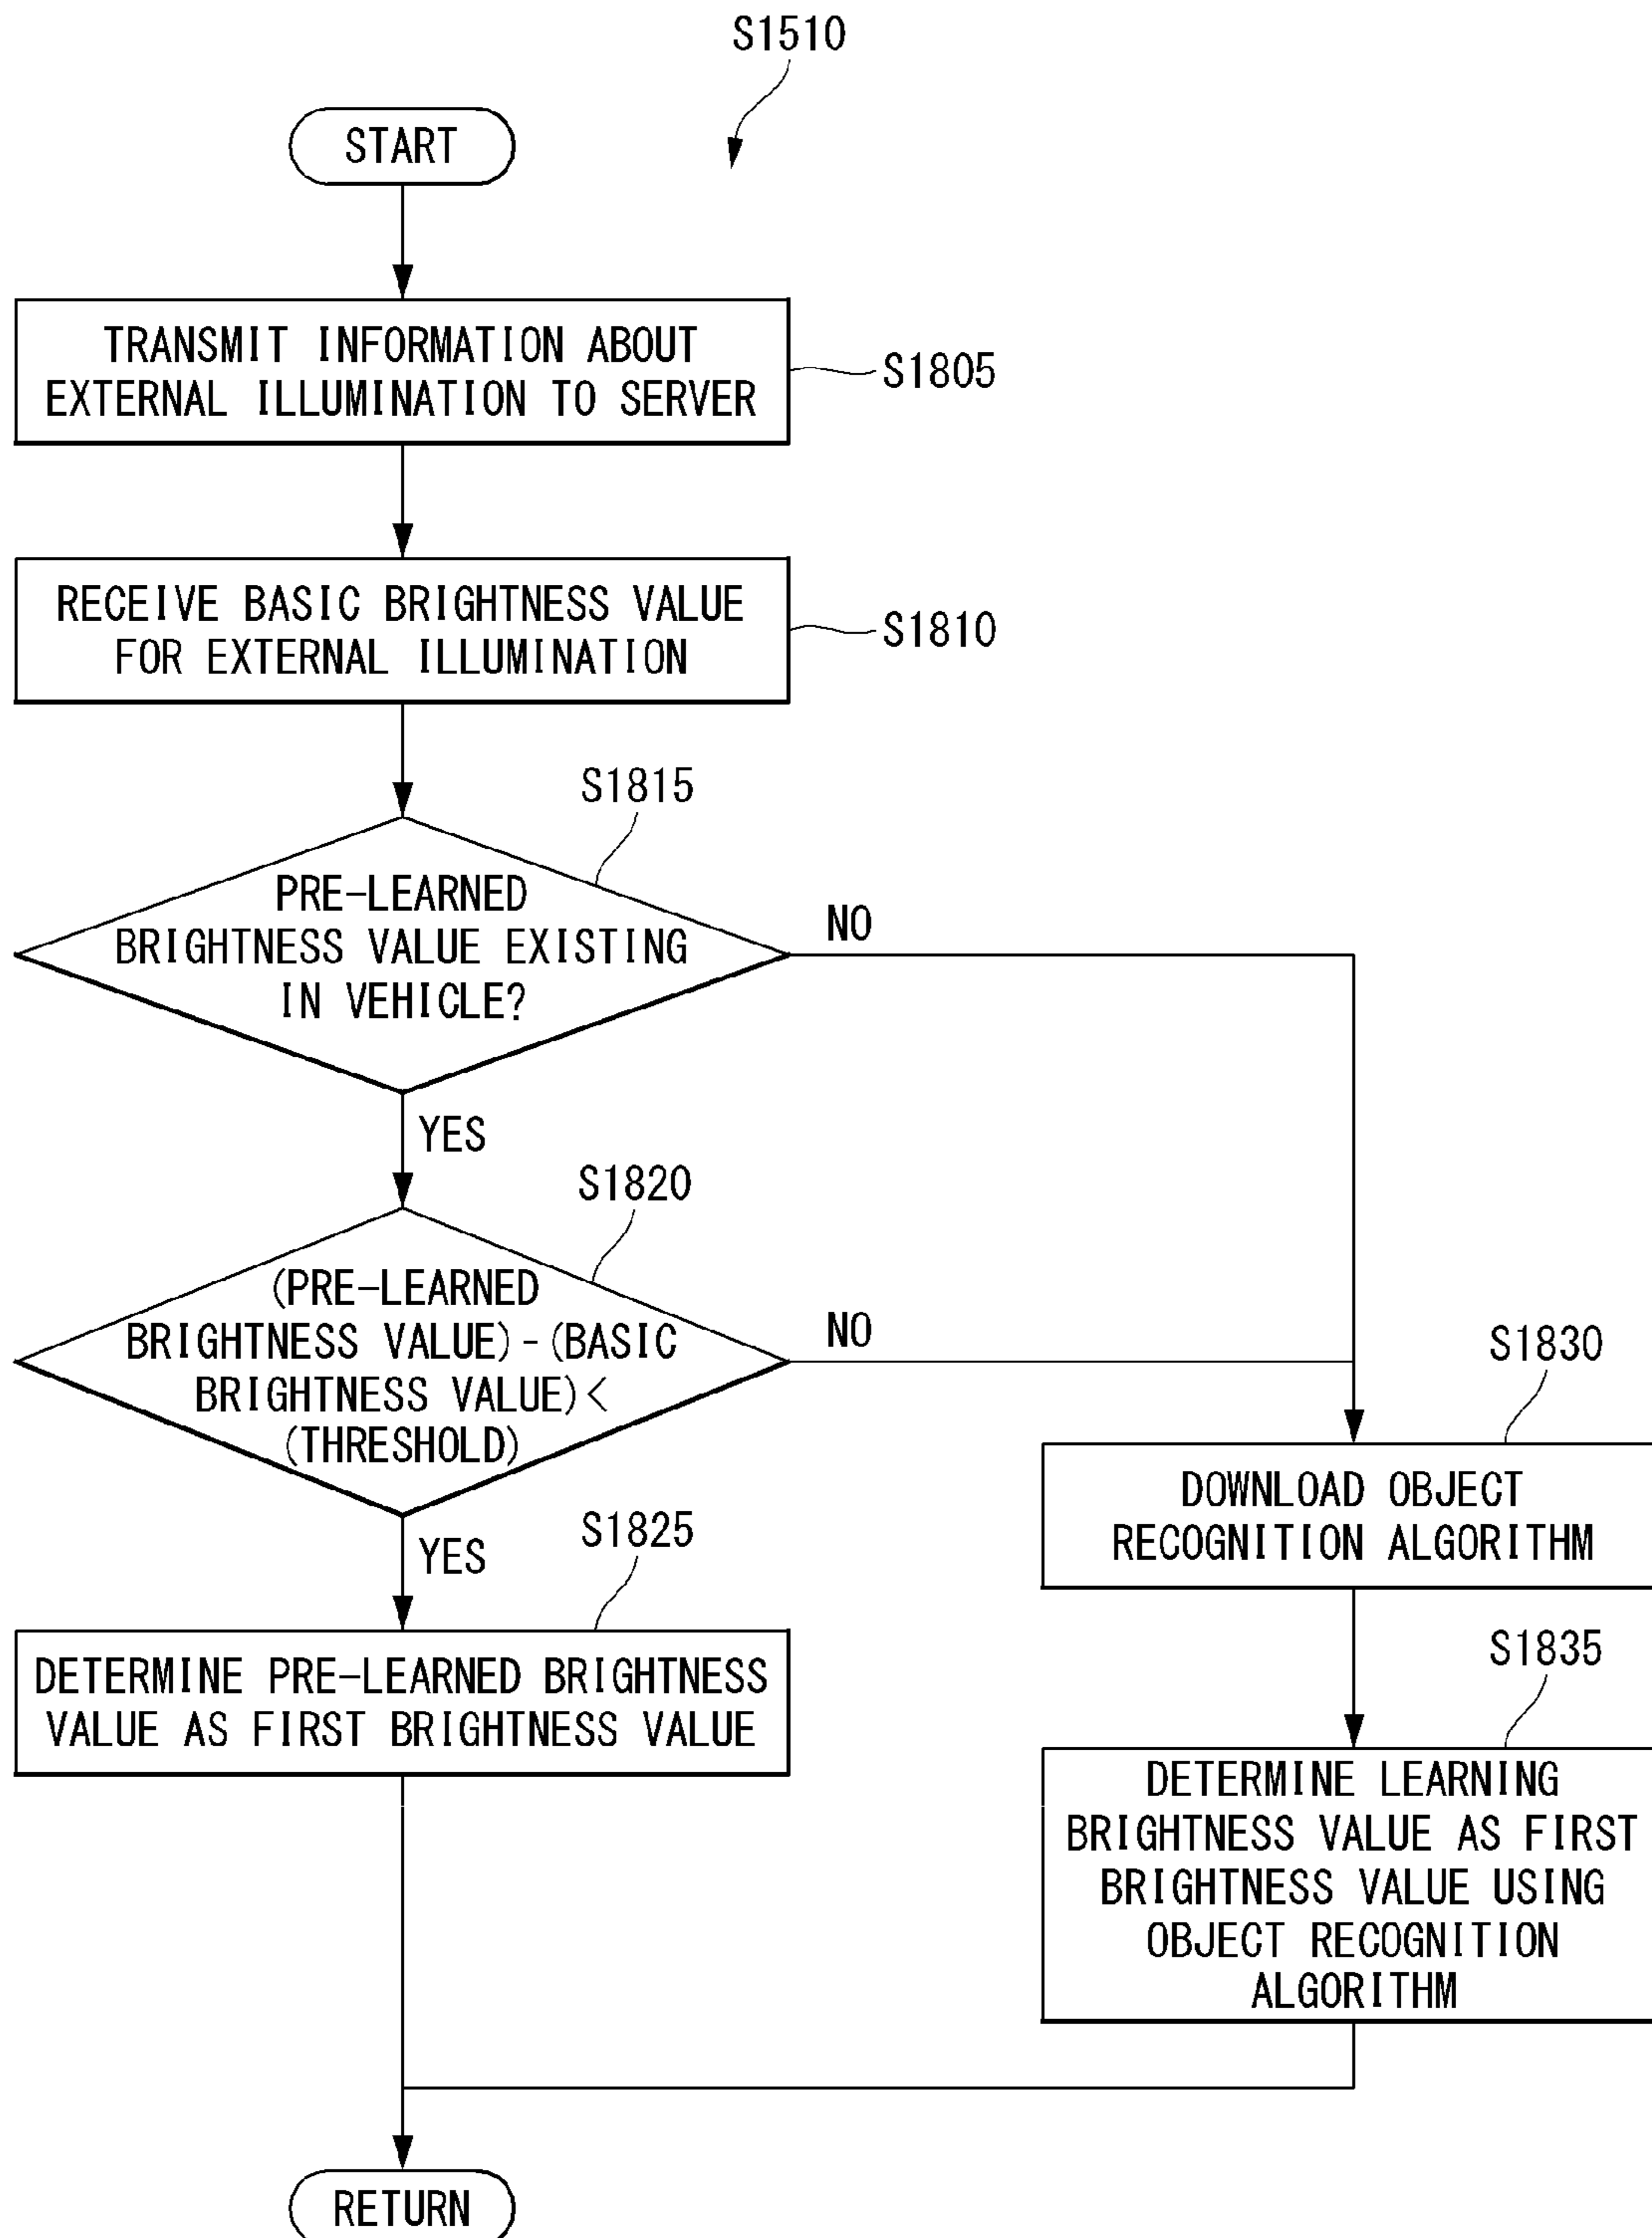 S1510
START
TRANSMIT INFORMATION ABOUT
EXTERNAL ILLUMINATION TO SERVER
S1805
RECEIVE BASIC BRIGHTNESS VALUE
FOR EXTERNAL ILLUMINATION
S1810
S1815
PRE-LEARNED
BRIGHTNESS VALUE EXISTING
IN VEHICLE?
NO
YES
S1820
(PRE-LEARNED
BRIGHTNESS VALUE)-(BASIC
BRIGHTNESS VALUE)<
(THRESHOLD)
NO
YES
S1825
DETERMINE PRE-LEARNED BRIGHTNESS
VALUE AS FIRST BRIGHTNESS VALUE
S1830
DOWNLOAD OBJECT
RECOGNITION ALGORITHM
S1835
DETERMINE LEARNING
BRIGHTNESS VALUE AS FIRST
BRIGHTNESS VALUE USING
OBJECT RECOGNITION
ALGORITHM
RETURN